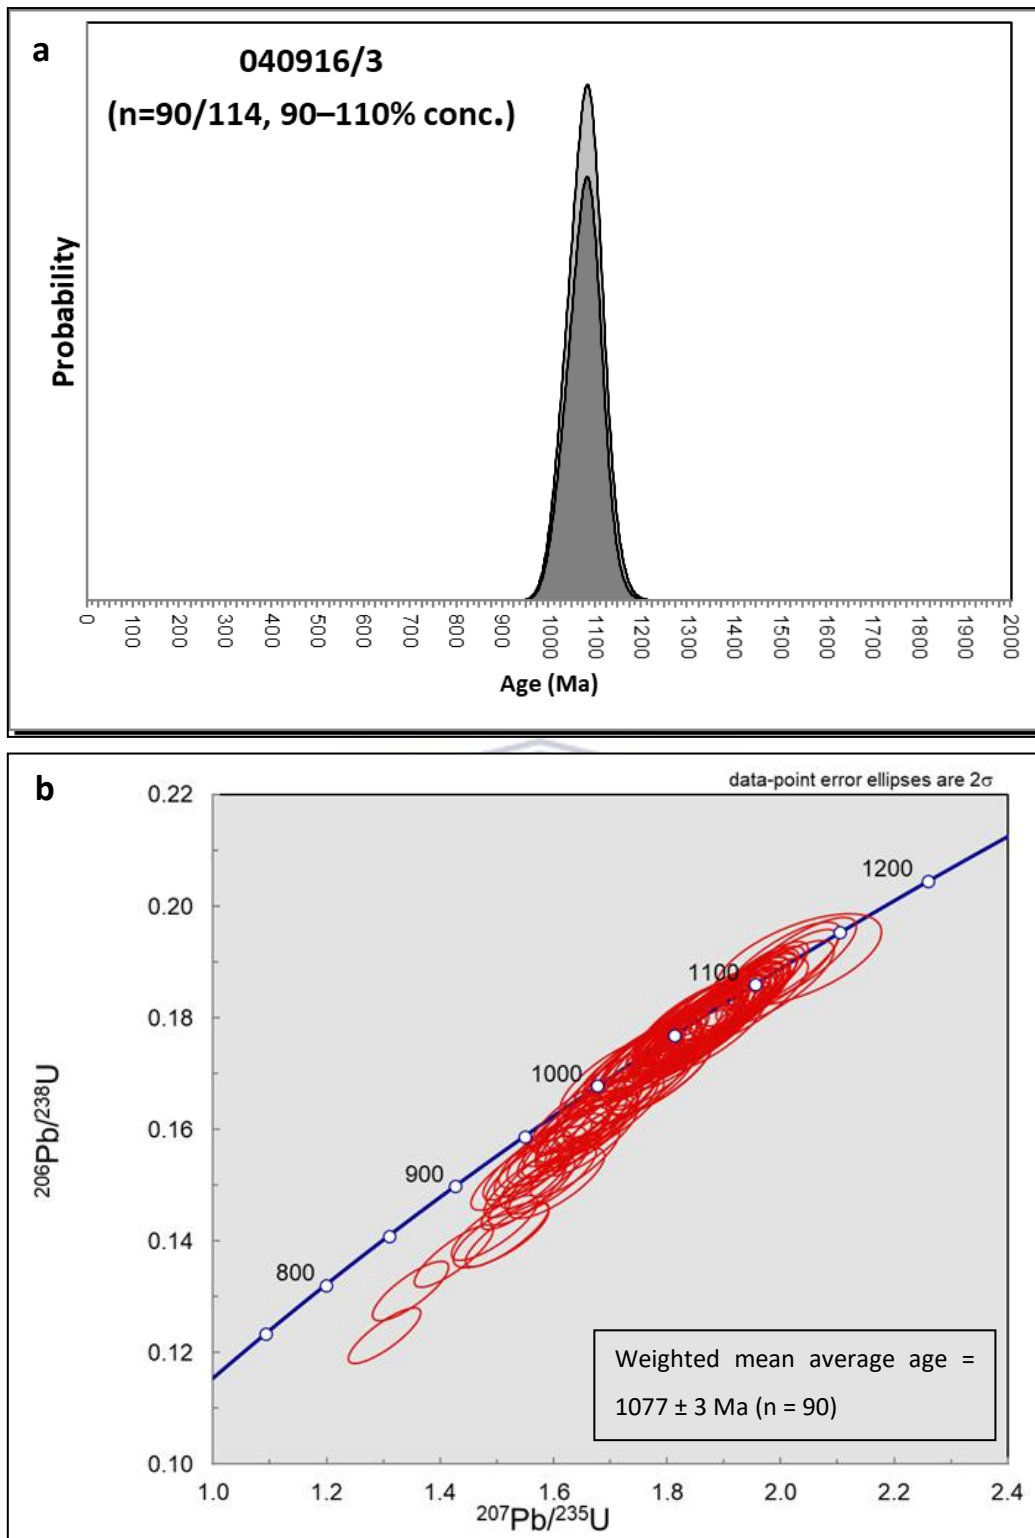 a
040916/3
(n=90/114, 90–110% conc.)
Probability
0 100 200 300 400 500 600 700 800 900 1000 1100 1200 1300 1400 1500 1600 1700 1800 1900 2000
Age (Ma)
b
data-point error ellipses are 2σ
0.22
0.20
0.18
0.16
0.14
0.12
0.10
206Pb/238U
1200
1100
1000
900
800
Weighted mean average age =
1077 ± 3 Ma (n = 90)
1.0 1.2 1.4 1.6 1.8 2.0 2.2 2.4
207Pb/235U